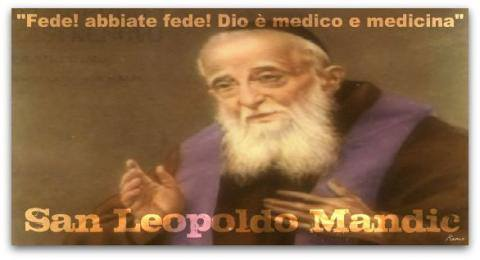 "Fede! abbiate fede! Dio è medico e medicina"
San Leopoldo Mandic